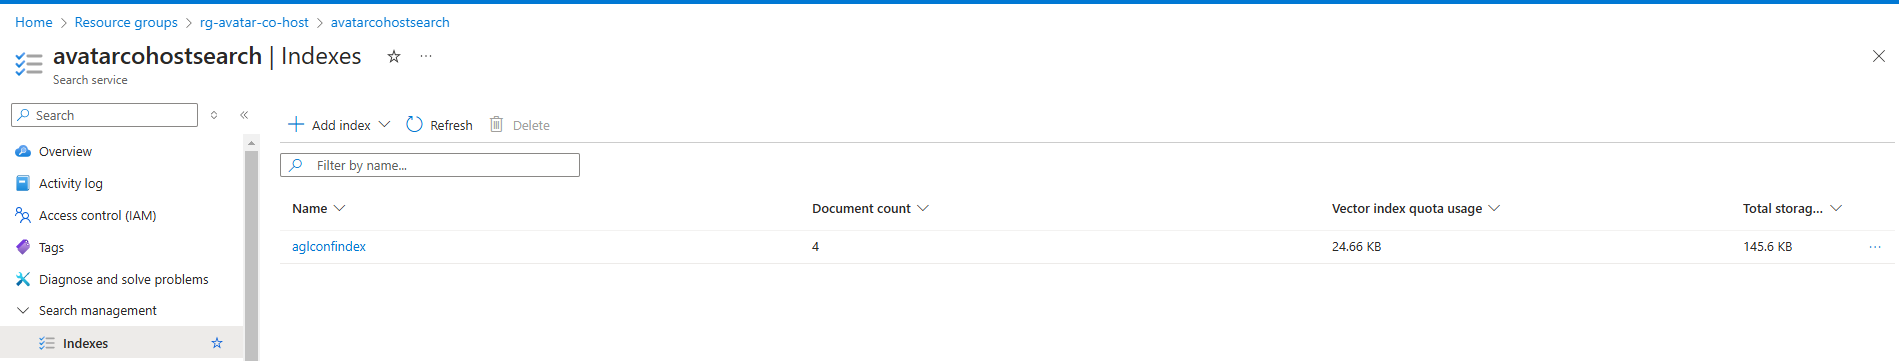 Home > Resource groups > rg-avatar-co-host > avatarcohostsearch
avatarcohostsearch | Indexes
Search service
Search
Add index
Refresh
Delete
Overview
Activity log
Access control (IAM)
Tags
Diagnose and solve problems
Search management
Indexes
Filter by name...
Name Document count Vector index quota usage Total storag...
aglconfindex 4 24.66 KB 145.6 KB